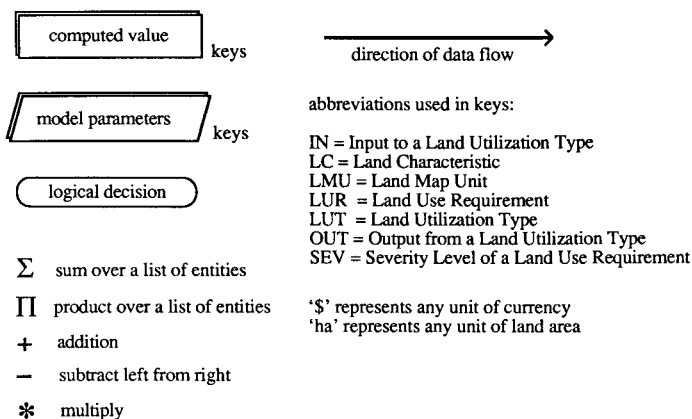 computed value
keys
direction of data flow
model parameters
keys
logical decision
abbreviations used in keys:
IN = Input to a Land Utilization Type
LC = Land Characteristic
LMU = Land Map Unit
LUR = Land Use Requirement
LUT = Land Utilization Type
OUT = Output from a Land Utilization Type
SEV = Severity Level of a Land Use Requirement
Σ sum over a list of entities
∏ product over a list of entities
+ addition
− subtract left from right
* multiply
‘$’ represents any unit of currency
‘ha’ represents any unit of land area